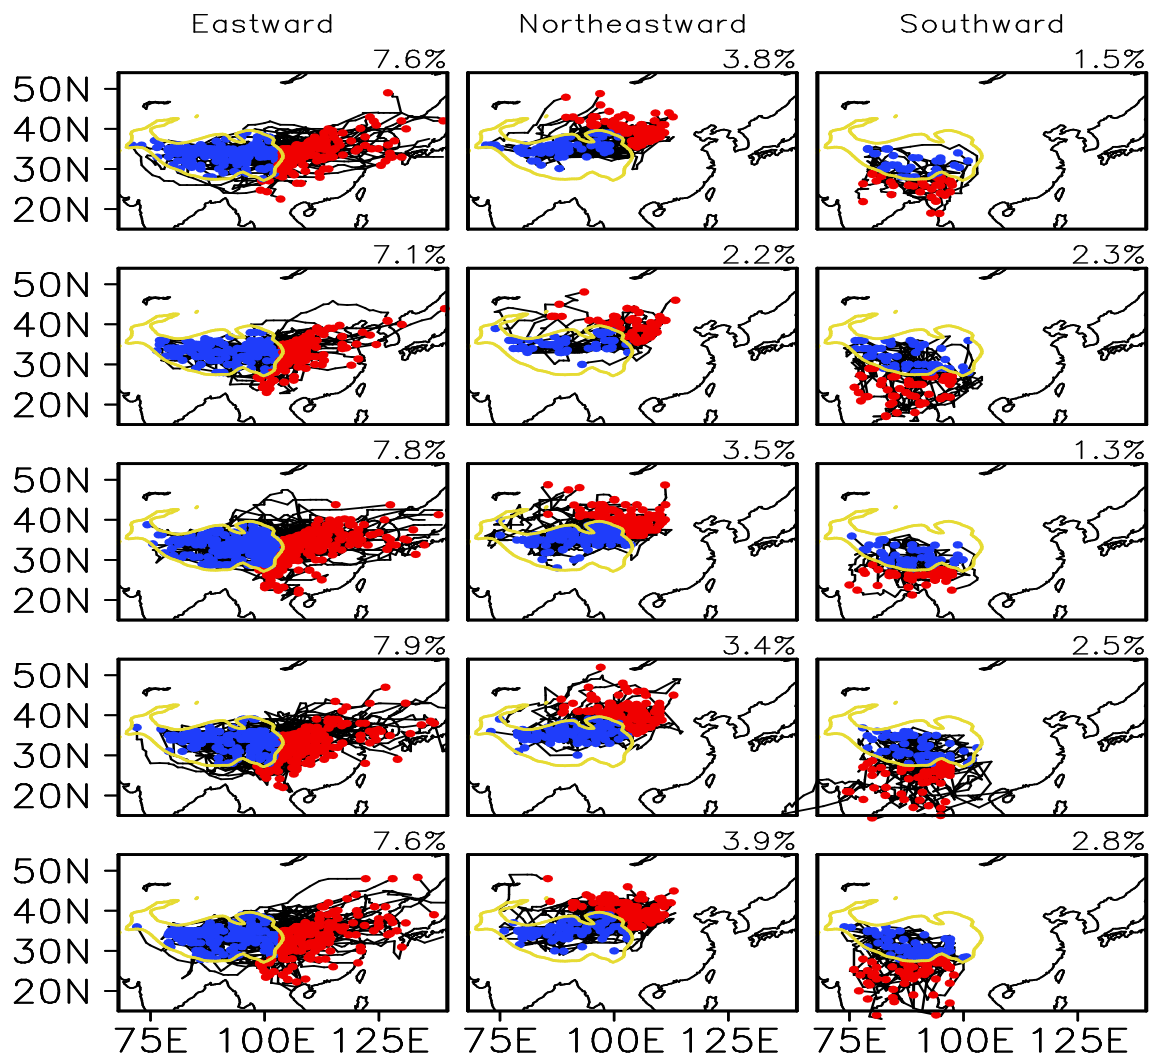 Eastward Northeastward Southward
7.6% 3.8% 1.5%
50N
40N
30N
20N
7.1% 2.2% 2.3%
50N
40N
30N
20N
7.8% 3.5% 1.3%
50N
40N
30N
20N
7.9% 3.4% 2.5%
50N
40N
30N
20N
7.6% 3.9% 2.8%
50N
40N
30N
20N
75E 100E 125E 75E 100E 125E 75E 100E 125E